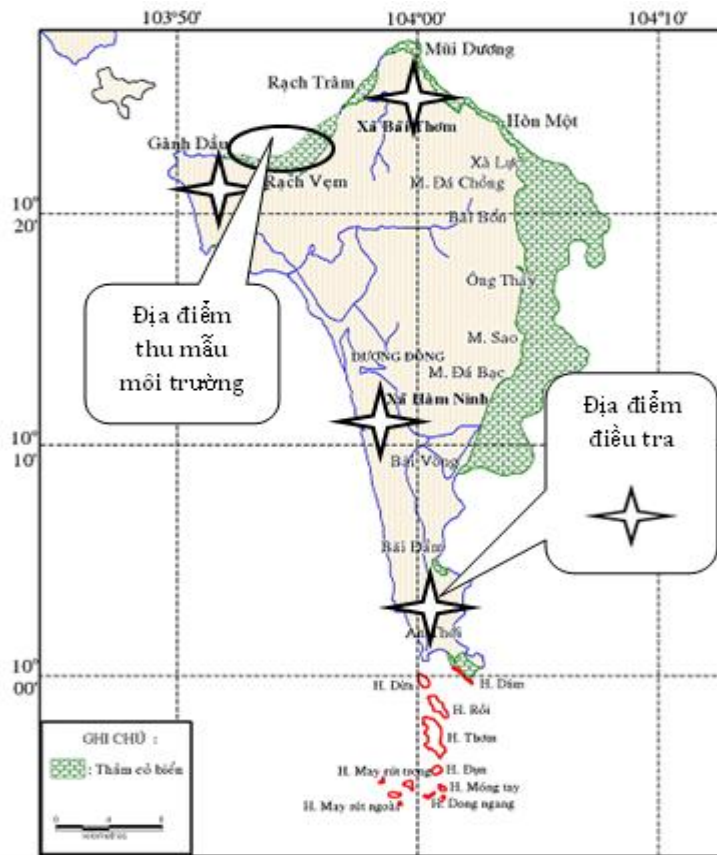 103°50'
104°00'
104°10'
Mũi Dương
Rạch Tràm
Xã Bãi Thơm
Hòn Một
Gành Dầu
Xà Lực
Rạch Vẹm
M. Đá Chồng
10°
20'
Bãi Bổn
Ông Thầy
Địa điểm
thu mẫu
môi trường
M. Sao
DƯƠNG ĐÔNG
M. Đá Bạc
Xã Hàm Ninh
Địa điểm
điều tra
10°
10'
Bãi Vòng
Bãi Đầm
An Thới
10°
00'
H. Dừa
H. Dăm
H. Rỏi
H. Thơm
GHI CHÚ :
: Thảm cỏ biển
H. May rút trong
H. Đụn
H. Móng tay
H. May rút ngoài
H. Dong ngang
0